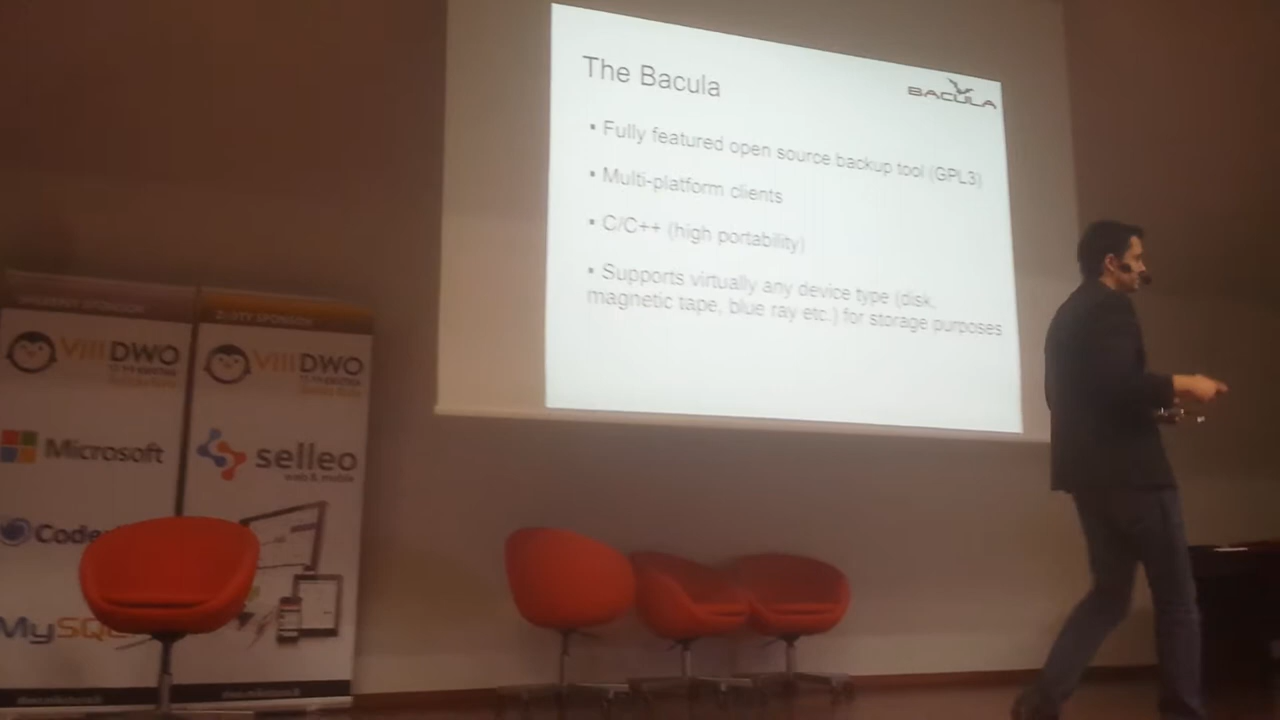 The Bacula
BACULA
▪ Fully featured open source backup tool (GPL3)
▪ Multi-platform clients
▪ C/C++ (high portability)
▪ Supports virtually any device type (disk,
magnetic tape, blue ray etc.) for storage purposes
ZŁOTY SPONSOR
VIII DWO
VIII DWO
Microsoft
selleo
web & mobile
Code
MySQL